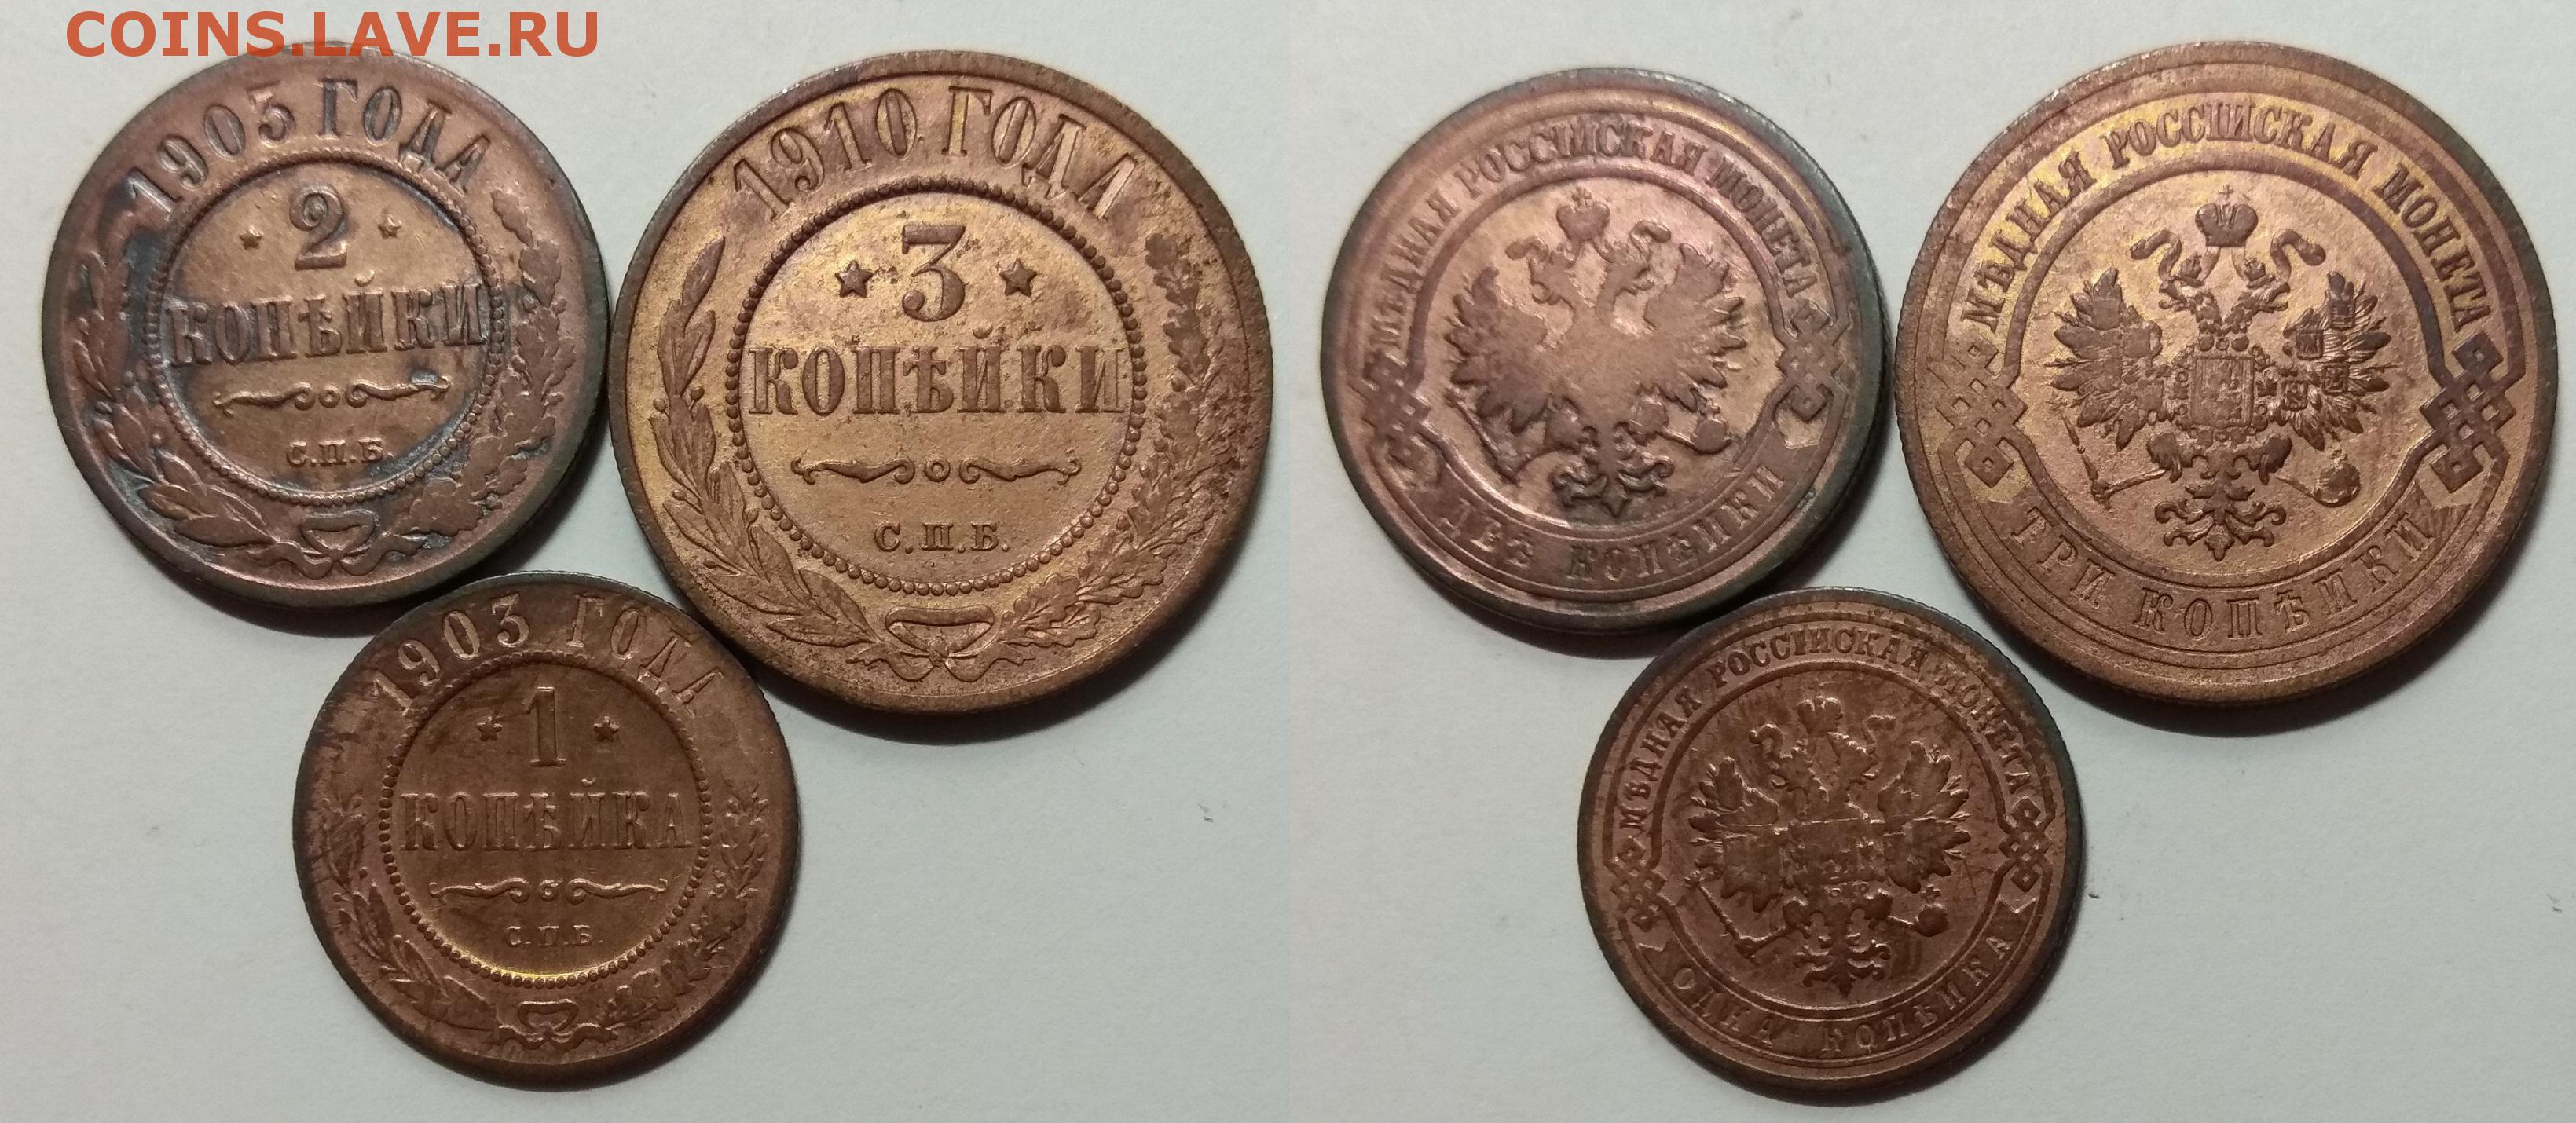 COINS.LAVE.RU
1905 ГОДА
2
КОПѢЙКИ
С.П.Б.
1910 ГОДА
3
КОПѢЙКИ
С.П.Б.
1903 ГОДА
1
КОПѢЙКА
С.П.Б.
МѢДНАЯ РОССІЙСКАЯ МОНЕТА
ДВѢ КОПѢЙКИ
МѢДНАЯ РОССІЙСКАЯ МОНЕТА
ТРИ КОПѢЙКИ
МѢДНАЯ РОССІЙСКАЯ МОНЕТА
ОДНА КОПѢЙКА